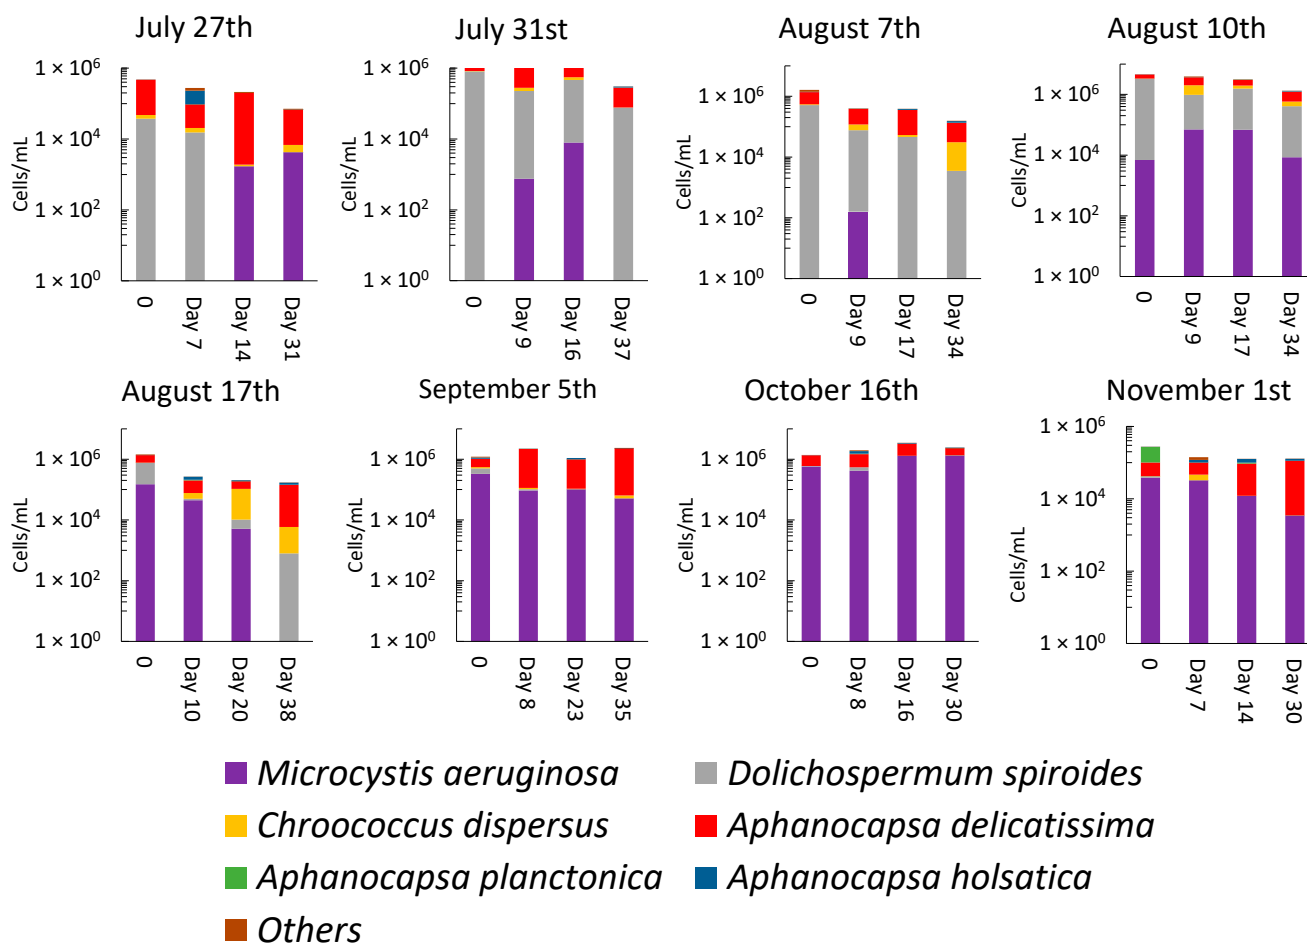 July 27th
Cells/mL
1 × 10⁶
1 × 10⁴
1 × 10²
1 × 10⁰
0
Day 7
Day 14
Day 31
July 31st
Cells/mL
1 × 10⁶
1 × 10⁴
1 × 10²
1 × 10⁰
0
Day 9
Day 16
Day 37
August 7th
Cells/mL
1 × 10⁶
1 × 10⁴
1 × 10²
1 × 10⁰
0
Day 9
Day 17
Day 34
August 10th
Cells/mL
1 × 10⁶
1 × 10⁴
1 × 10²
1 × 10⁰
0
Day 9
Day 17
Day 34
August 17th
Cells/mL
1 × 10⁶
1 × 10⁴
1 × 10²
1 × 10⁰
0
Day 10
Day 20
Day 38
September 5th
Cells/mL
1 × 10⁶
1 × 10⁴
1 × 10²
1 × 10⁰
0
Day 8
Day 23
Day 35
October 16th
Cells/mL
1 × 10⁶
1 × 10⁴
1 × 10²
1 × 10⁰
0
Day 8
Day 16
Day 30
November 1st
Cells/mL
1 × 10⁶
1 × 10⁴
1 × 10²
1 × 10⁰
0
Day 7
Day 14
Day 30
Microcystis aeruginosa
Dolichospermum spiroides
Chroococcus dispersus
Aphanocapsa delicatissima
Aphanocapsa planctonica
Aphanocapsa holsatica
Others